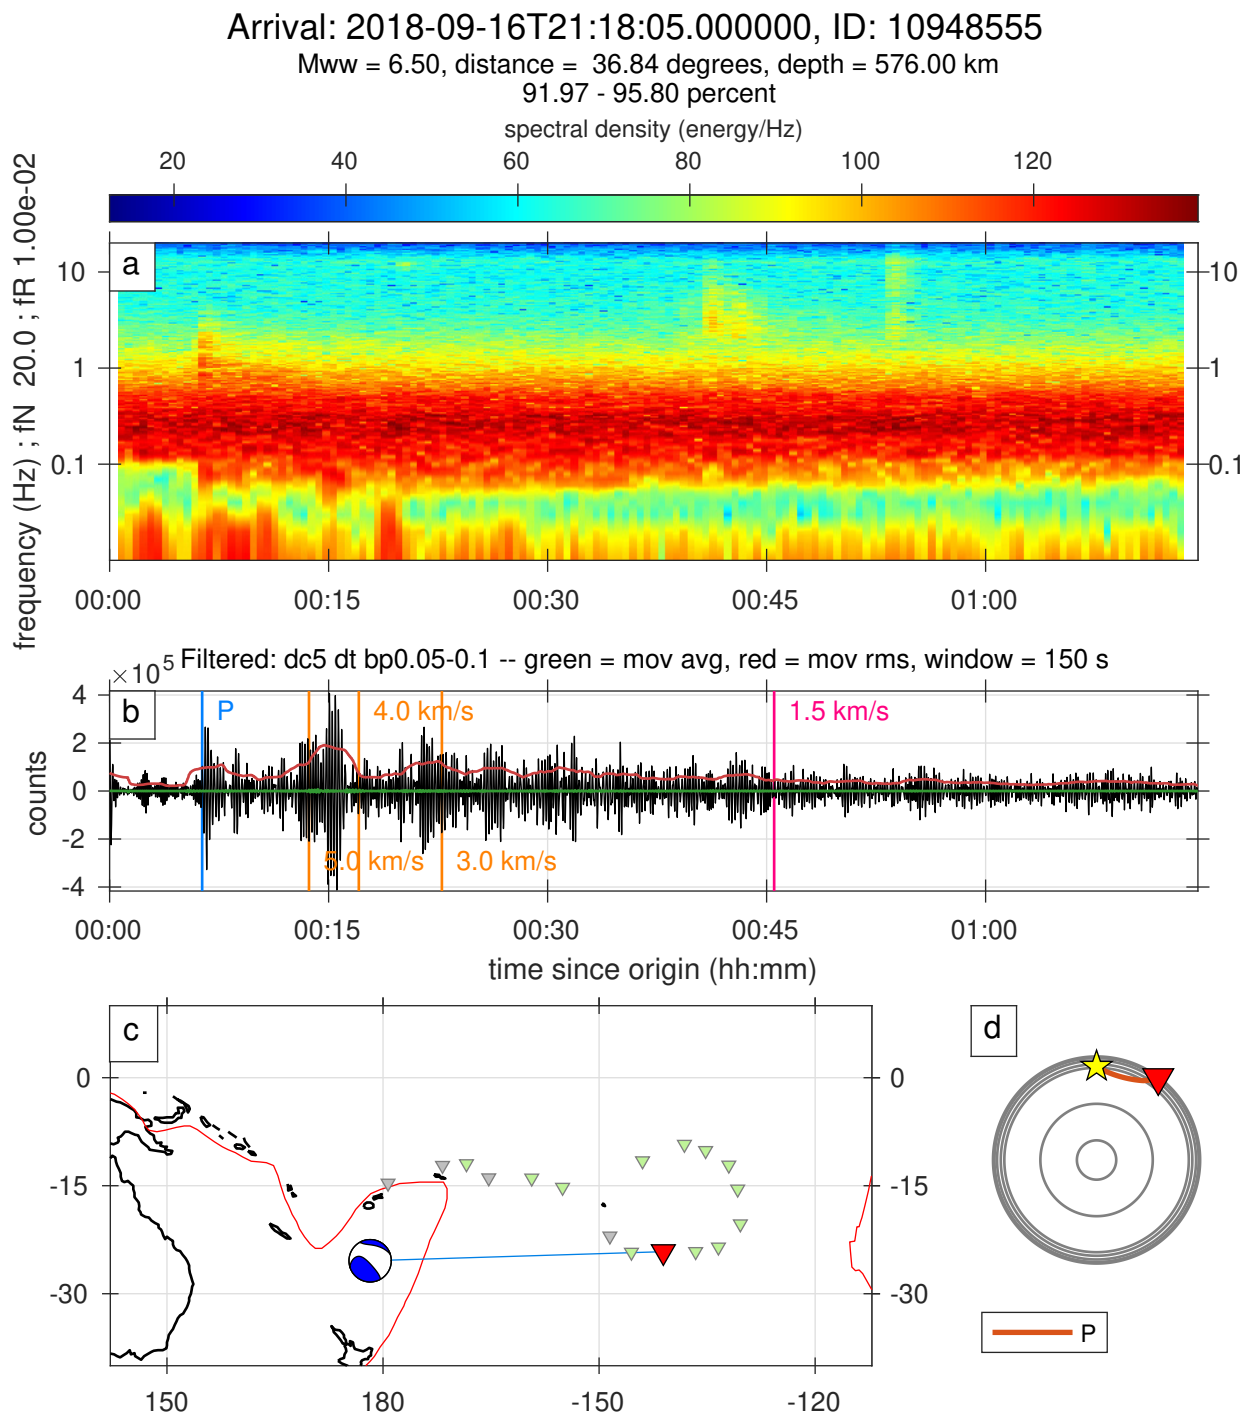 Arrival: 2018-09-16T21:18:05.000000, ID: 10948555
Mww = 6.50, distance =  36.84 degrees, depth = 576.00 km
91.97 - 95.80 percent
spectral density (energy/Hz)
20 40 60 80 100 120
frequency (Hz) ; fN  20.0 ; fR 1.00e-02
a
10 10
1 1
0.1 0.1
00:00 00:15 00:30 00:45 01:00
×10^5 Filtered: dc5 dt bp0.05-0.1 -- green = mov avg, red = mov rms, window = 150 s
b
P 4.0 km/s 1.5 km/s
5.0 km/s 3.0 km/s
counts
4
2
0
-2
-4
00:00 00:15 00:30 00:45 01:00
time since origin (hh:mm)
c
d
0 0
-15 -15
-30 -30
150 180 -150 -120
P